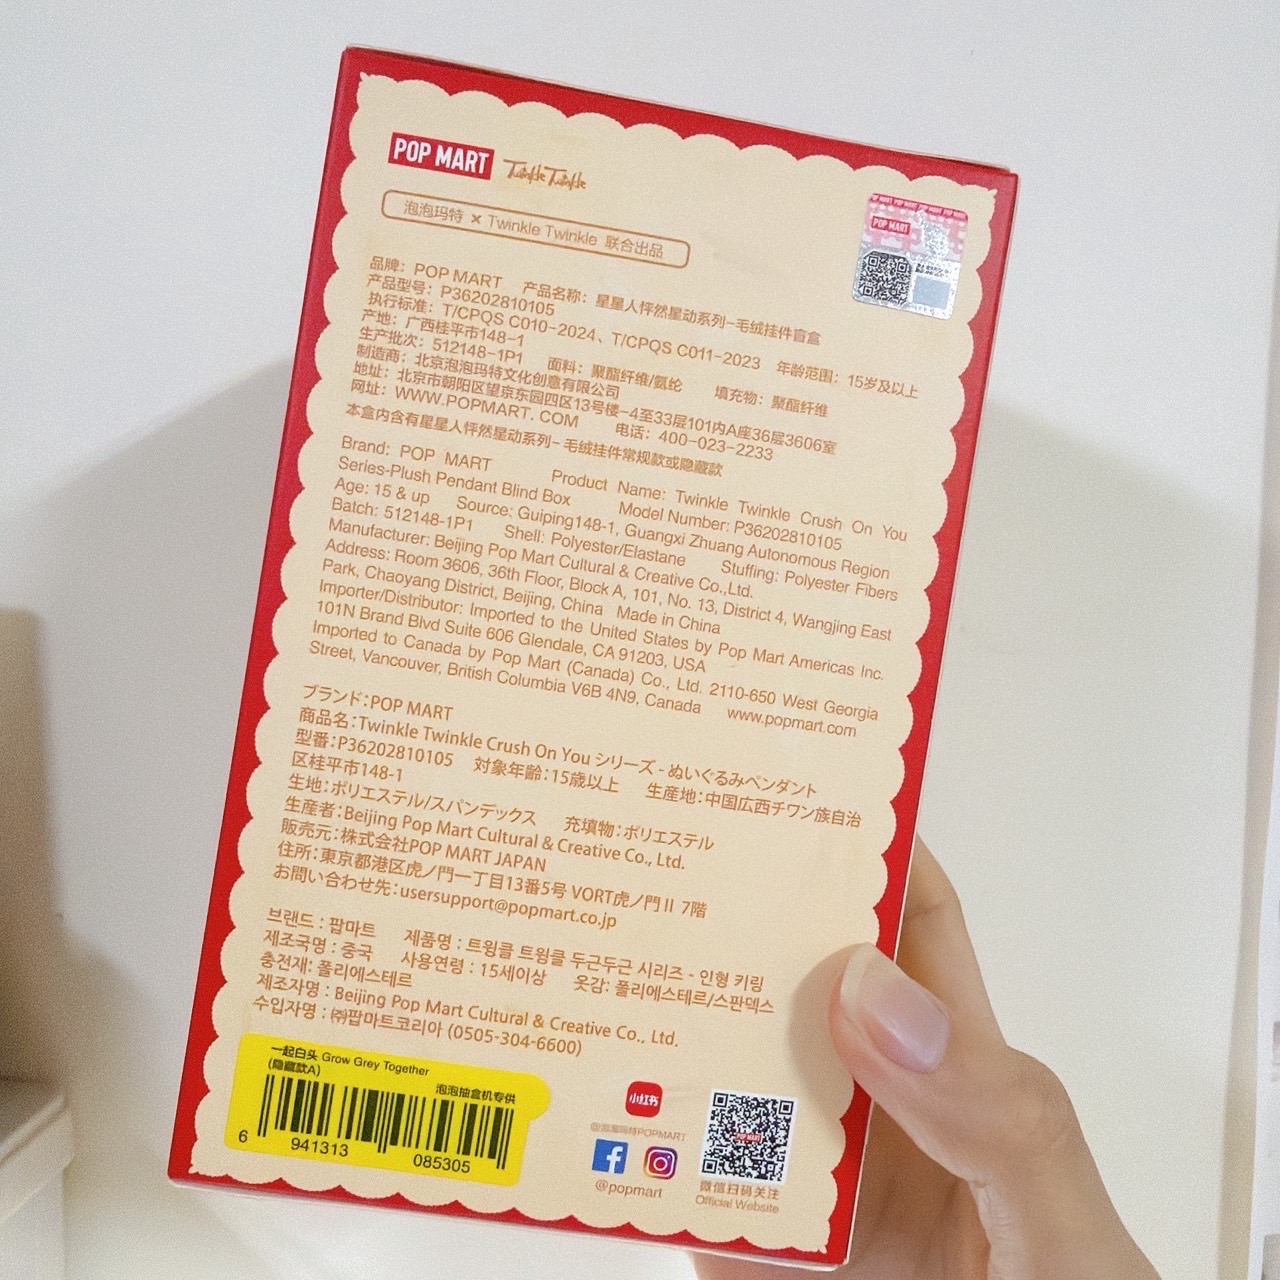 POP MART Twinkle Twinkle
泡泡玛特 × Twinkle Twinkle 联合出品
POP MART
品牌：POP MART 产品名称：星星人怦然星动系列-毛绒挂件盲盒
产品型号：P36202810105
执行标准：T/CPQS C010-2024、T/CPQS C011-2023 年龄范围：15岁及以上
产地：广西桂平市148-1
生产批次：512148-1P1 面料：聚酯纤维/氨纶 填充物：聚酯纤维
制造商：北京泡泡玛特文化创意有限公司
地址：北京市朝阳区望京东园四区13号楼-4至33层101内A座36层3606室
网址：WWW.POPMART. COM 电话：400-023-2233
本盒内含有星星人怦然星动系列-毛绒挂件常规款或隐藏款
Brand: POP MART Product Name: Twinkle Twinkle Crush On You
Series-Plush Pendant Blind Box Model Number: P36202810105
Age: 15 & up Source: Guiping148-1, Guangxi Zhuang Autonomous Region
Batch: 512148-1P1 Shell: Polyester/Elastane Stuffing: Polyester Fibers
Manufacturer: Beijing Pop Mart Cultural & Creative Co.,Ltd.
Address: Room 3606, 36th Floor, Block A, 101, No. 13, District 4, Wangjing East
Park, Chaoyang District, Beijing, China Made in China
Importer/Distributor: Imported to the United States by Pop Mart Americas Inc.
101N Brand Blvd Suite 606 Glendale, CA 91203, USA
Imported to Canada by Pop Mart (Canada) Co., Ltd. 2110-650 West Georgia
Street, Vancouver, British Columbia V6B 4N9, Canada www.popmart.com
ブランド：POP MART
商品名：Twinkle Twinkle Crush On You シリーズ - ぬいぐるみペンダント
型番：P36202810105 対象年齢：15歳以上 生産地：中国広西チワン族自治
区桂平市148-1
生地：ポリエステル/スパンデックス 充填物：ポリエステル
生産者：Beijing Pop Mart Cultural & Creative Co., Ltd.
販売元：株式会社POP MART JAPAN
住所：東京都港区虎ノ門一丁目13番5号 VORT虎ノ門Ⅱ 7階
お問い合わせ先：usersupport@popmart.co.jp
브랜드 : 팝마트 제품명 : 트윙클 트윙클 두근두근 시리즈 - 인형 키링
제조국명 : 중국 사용연령 : 15세이상 옷감: 폴리에스테르/스판덱스
충전재: 폴리에스테르
제조자명 : Beijing Pop Mart Cultural & Creative Co., Ltd.
수입자명 : ㈜팝마트코리아 (0505-304-6600)
一起白头 Grow Grey Together
(隐藏款A)
泡泡抽盒机专供
6 941313 085305
小红书
@泡泡玛特POPMART
@popmart
POP MART
微信扫码关注
Official Website